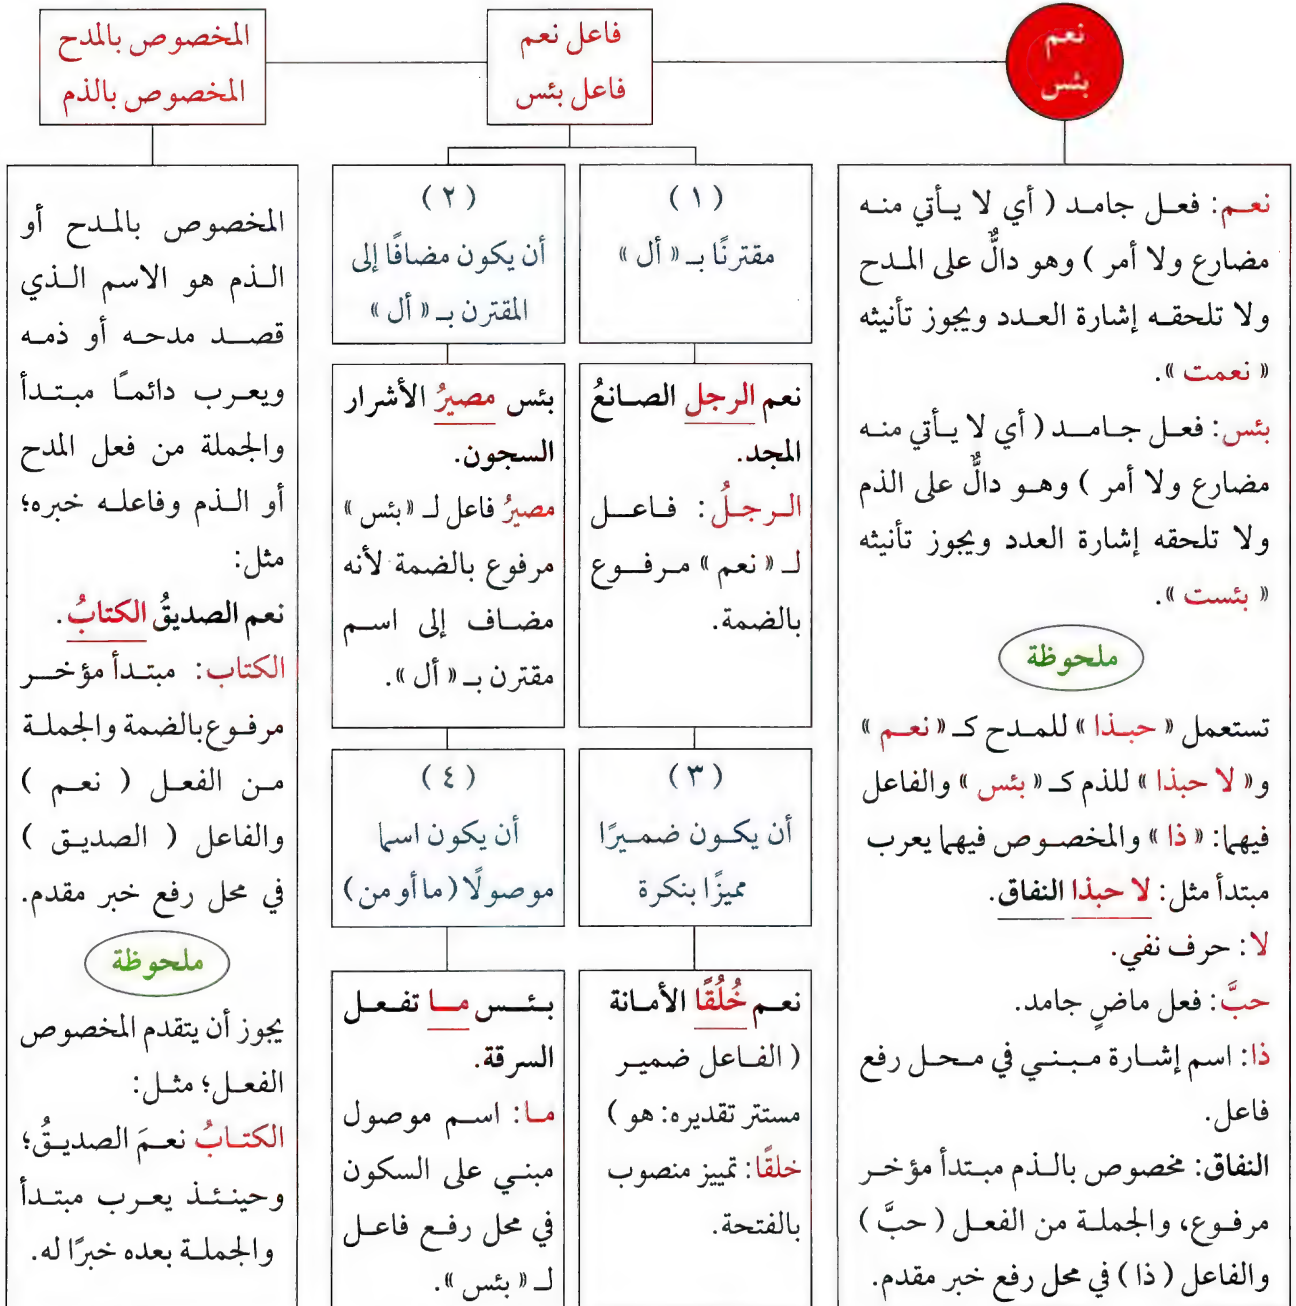 نعم
بئس
فاعل نعم
فاعل بئس
المخصوص بالمدح
المخصوص بالذم
نعم: فعل جامد ( أي لا يأتي منه
مضارع ولا أمر ) وهو دالٌّ على المدح
ولا تلحقه إشارة العدد ويجوز تأنيثه
« نعمت ».
بئس: فعل جامد ( أي لا يأتي منه
مضارع ولا أمر ) وهو دالٌّ على الذم
ولا تلحقه إشارة العدد ويجوز تأنيثه
« بئست ».
ملحوظة
تستعمل « حبذا » للمدح كـ « نعم »
و« لا حبذا » للذم كـ « بئس » والفاعل
فيهما: « ذا » والمخصوص فيهما يعرب
مبتدأ مثل: لا حبذا النفاق.
لا: حرف نفي.
حبَّ: فعل ماضٍ جامد.
ذا: اسم إشارة مبني في محل رفع
فاعل.
النفاق: مخصوص بالذم مبتدأ مؤخر
مرفوع، والجملة من الفعل ( حبَّ )
والفاعل ( ذا ) في محل رفع خبر مقدم.
( ١ )
مقترنًا بـ « أل »
نعم الرجل الصانعُ
المجد.
الرجلُ: فاعل
لـ « نعم » مرفوع
بالضمة.
( ٢ )
أن يكون مضافًا إلى
المقترن بـ « أل »
بئس مصيرُ الأشرار
السجون.
مصيرُ فاعل لـ « بئس »
مرفوع بالضمة لأنه
مضاف إلى اسم
مقترن بـ « أل ».
( ٣ )
أن يكون ضميرًا
مميزًا بنكرة
نعم خُلُقًا الأمانة
( الفاعل ضمير
مستتر تقديره: هو )
خلقًا: تمييز منصوب
بالفتحة.
( ٤ )
أن يكون اسما
موصولًا ( ما أو من )
بئس ما تفعل
السرقة.
ما: اسم موصول
مبني على السكون
في محل رفع فاعل
لـ « بئس ».
المخصوص بالمدح أو
الذم هو الاسم الذي
قصد مدحه أو ذمه
ويعرب دائمًا مبتدأ
والجملة من فعل المدح
أو الذم وفاعله خبره؛
مثل:
نعم الصديقُ الكتابُ.
الكتاب: مبتدأ مؤخر
مرفوع بالضمة والجملة
من الفعل ( نعم )
والفاعل ( الصديق )
في محل رفع خبر مقدم.
ملحوظة
يجوز أن يتقدم المخصوص
الفعل؛ مثل:
الكتابُ نعمَ الصديقُ؛
وحينئذ يعرب مبتدأ
والجملة بعده خبرًا له.